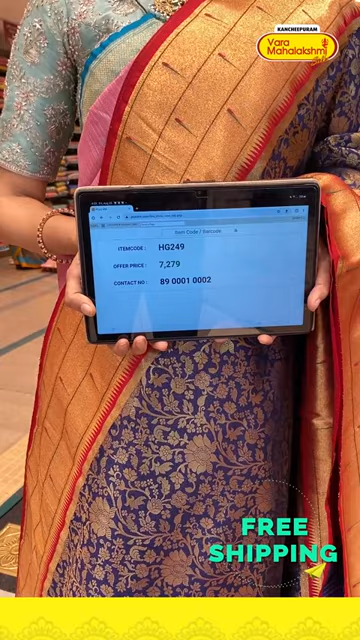 KANCHEEPURAM
Vara
Mahalakshmi
Item Code / Barcode
ITEMCODE : HG249
OFFER PRICE : 7,279
CONTACT NO : 89 0001 0002
FREE
SHIPPING